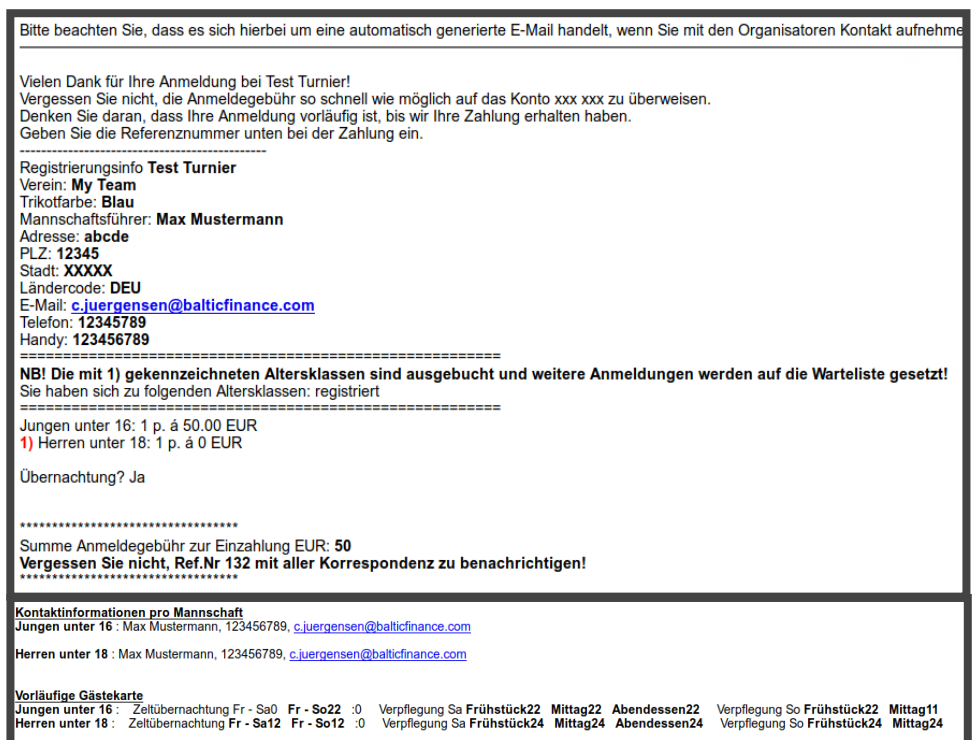 Bitte beachten Sie, dass es sich hierbei um eine automatisch generierte E-Mail handelt, wenn Sie mit den Organisatoren Kontakt aufnehme
Vielen Dank für Ihre Anmeldung bei Test Turnier!
Vergessen Sie nicht, die Anmeldegebühr so schnell wie möglich auf das Konto xxx xxx zu überweisen.
Denken Sie daran, dass Ihre Anmeldung vorläufig ist, bis wir Ihre Zahlung erhalten haben.
Geben Sie die Referenznummer unten bei der Zahlung ein.
----------------------------------------------
Registrierungsinfo Test Turnier
Verein: My Team
Trikotfarbe: Blau
Mannschaftsführer: Max Mustermann
Adresse: abcde
PLZ: 12345
Stadt: XXXXX
Ländercode: DEU
E-Mail: c.juergensen@balticfinance.com
Telefon: 12345789
Handy: 123456789
========================================================
NB! Die mit 1) gekennzeichneten Altersklassen sind ausgebucht und weitere Anmeldungen werden auf die Warteliste gesetzt!
Sie haben sich zu folgenden Altersklassen: registriert
========================================================
Jungen unter 16: 1 p. á 50.00 EUR
1) Herren unter 18: 1 p. á 0 EUR
Übernachtung? Ja
**********************************
Summe Anmeldegebühr zur Einzahlung EUR: 50
Vergessen Sie nicht, Ref.Nr 132 mit aller Korrespondenz zu benachrichtigen!
**********************************
Kontaktinformationen pro Mannschaft
Jungen unter 16 : Max Mustermann, 123456789, c.juergensen@balticfinance.com
Herren unter 18 : Max Mustermann, 123456789, c.juergensen@balticfinance.com
Vorläufige Gästekarte
Jungen unter 16 : Zeltübernachtung Fr - Sa0 Fr - So22 :0 Verpflegung Sa Frühstück22 Mittag22 Abendessen22 Verpflegung So Frühstück22 Mittag11
Herren unter 18 : Zeltübernachtung Fr - Sa12 Fr - So12 :0 Verpflegung Sa Frühstück24 Mittag24 Abendessen24 Verpflegung So Frühstück24 Mittag24